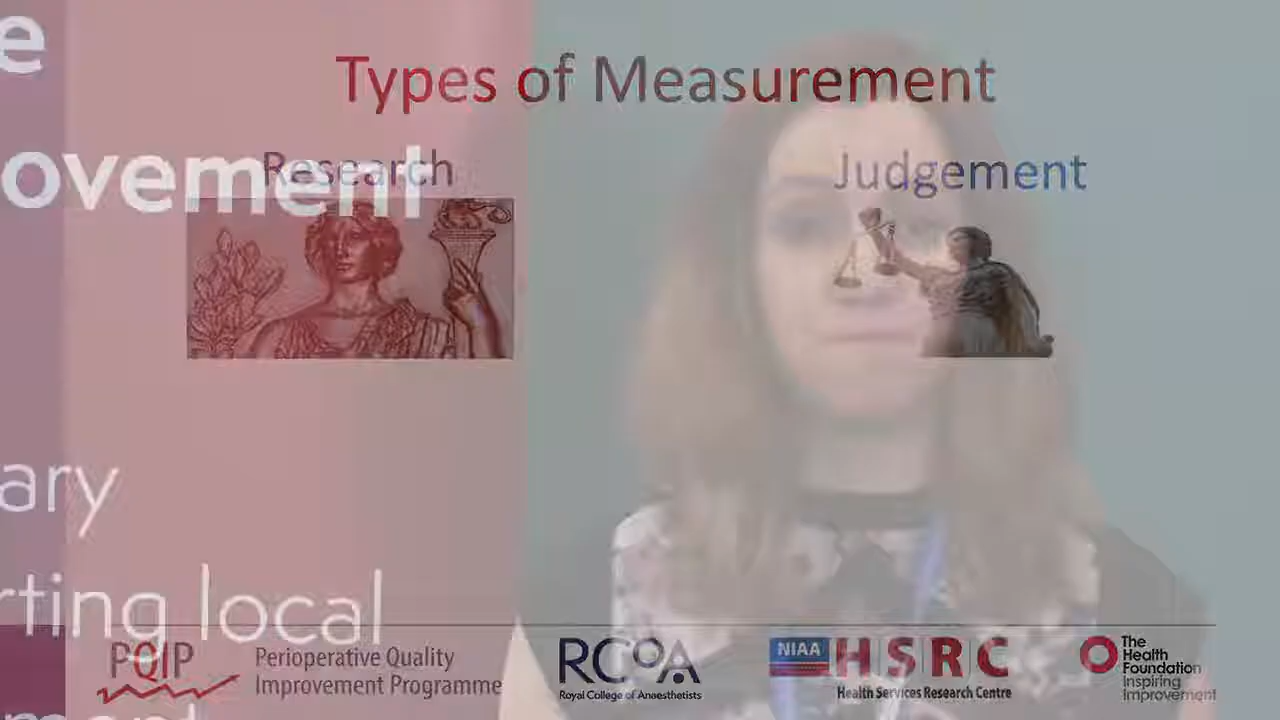 e
Types of Measurement
ovement
Research
Judgement
ary
rting local
PQIP
Perioperative Quality
Improvement Programme
RCOA
Royal College of Anaesthetists
NIAA
HSRC
Health Services Research Centre
The
Health
Foundation
Inspiring
Improvement